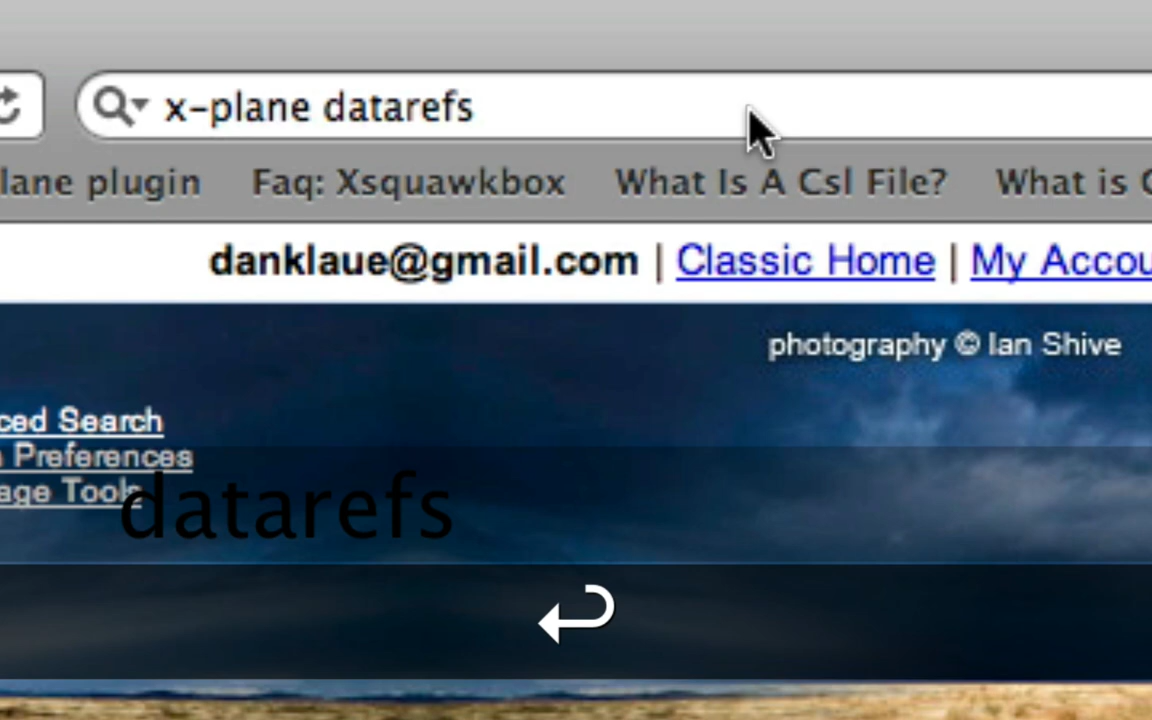 x-plane datarefs
lane plugin Faq: Xsquawkbox What Is A Csl File? What is C
danklaue@gmail.com | Classic Home | My Accou
photography © Ian Shive
ced Search
Preferences
age Tools
datarefs